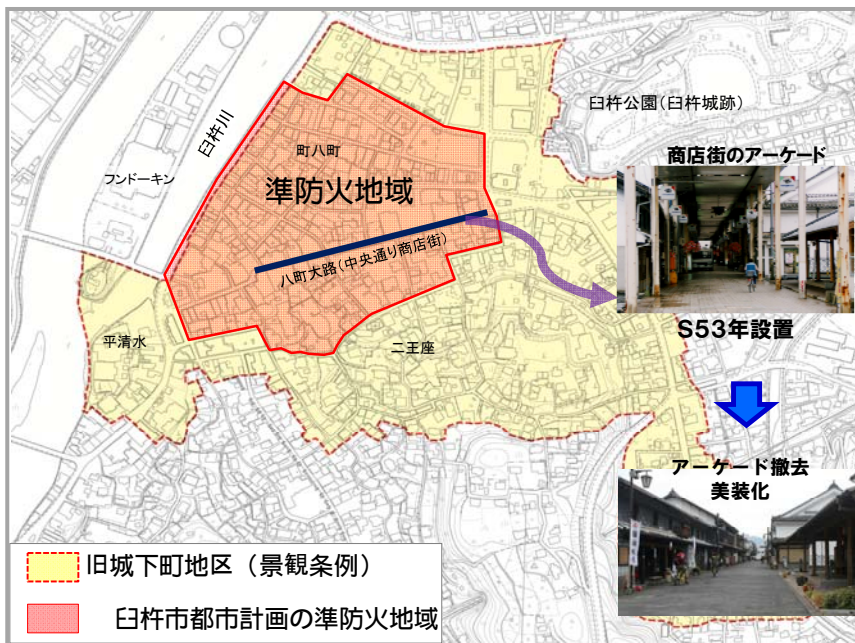 臼杵公園(臼杵城跡)
臼杵川
町八町
フンドーキン
準防火地域
八町大路(中央通り商店街)
平清水
二王座
商店街のアーケード
S53年設置
アーケード撤去
美装化
旧城下町地区(景観条例)
臼杵市都市計画の準防火地域